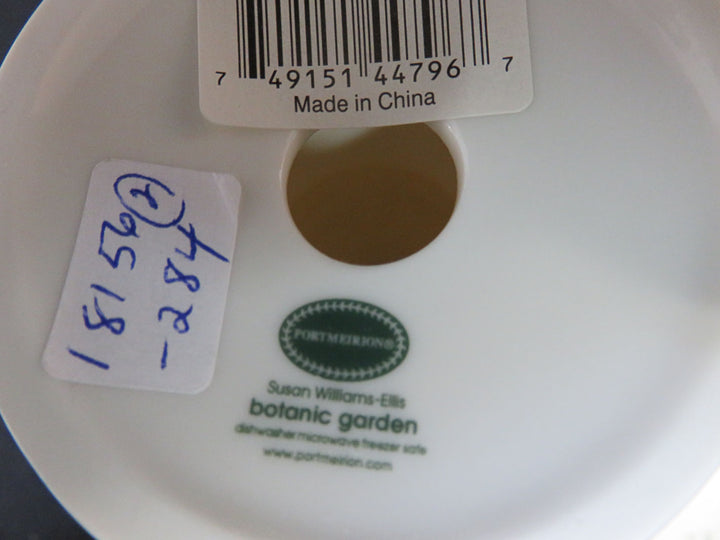 7 49151 44796 7
Made in China
18156 2
-284
PORTMEIRION®
Susan Williams-Ellis
botanic garden
dishwasher microwave freezer safe
www.portmeirion.com